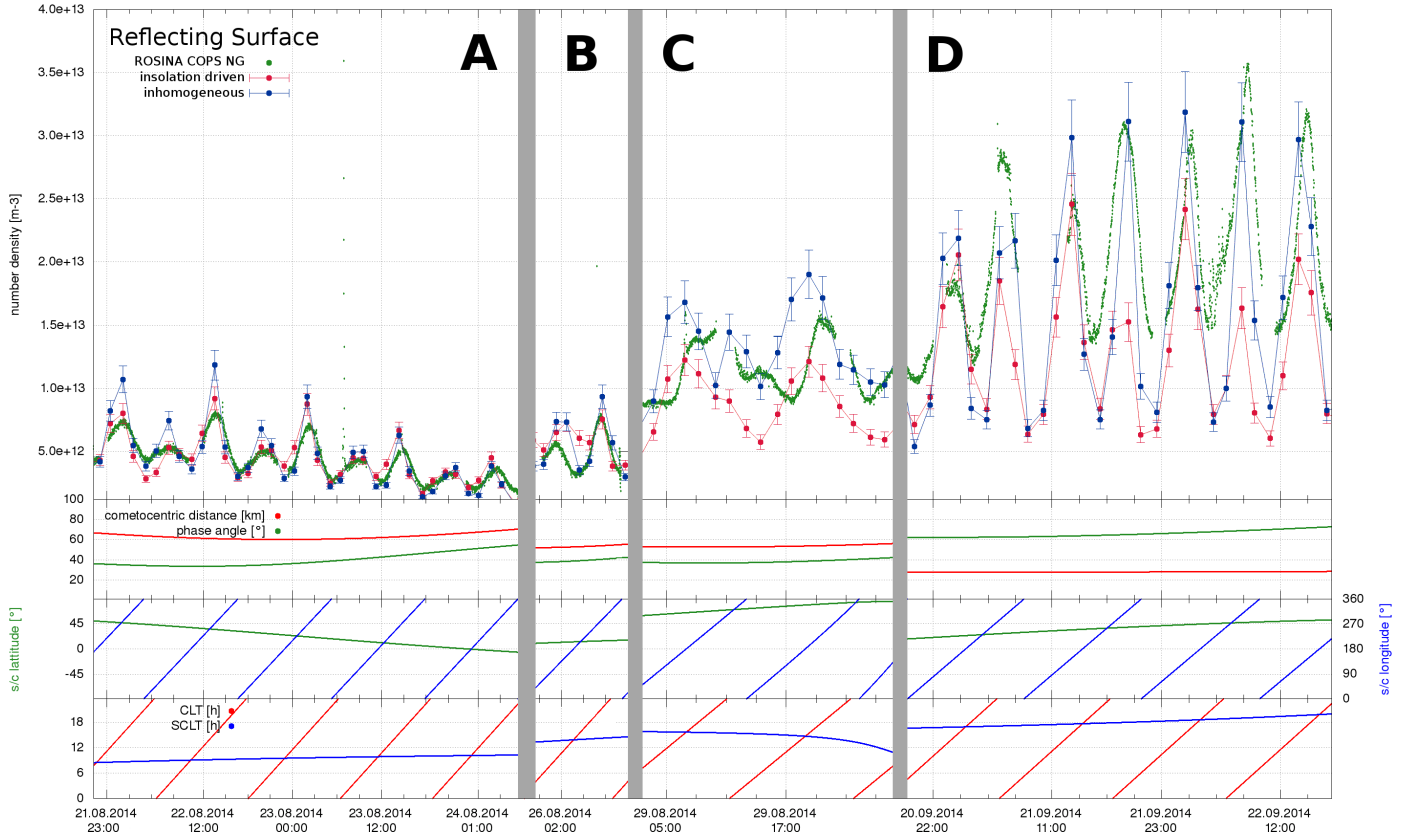 Reflecting Surface
ROSINA COPS NG
insolation driven
inhomogeneous
A
B
C
D
number density [m-3]
4.0e+13
3.5e+13
3.0e+13
2.5e+13
2.0e+13
1.5e+13
1.0e+13
5.0e+12
100
80
60
40
20
cometocentric distance [km]
phase angle [°]
s/c lattitude [°]
45
0
-45
360
270
180
90
0
s/c longitude [°]
CLT [h]
SCLT [h]
18
12
6
0
21.08.2014
23:00
22.08.2014
12:00
23.08.2014
00:00
23.08.2014
12:00
24.08.2014
01:00
26.08.2014
02:00
29.08.2014
05:00
29.08.2014
17:00
20.09.2014
22:00
21.09.2014
11:00
21.09.2014
23:00
22.09.2014
12:00